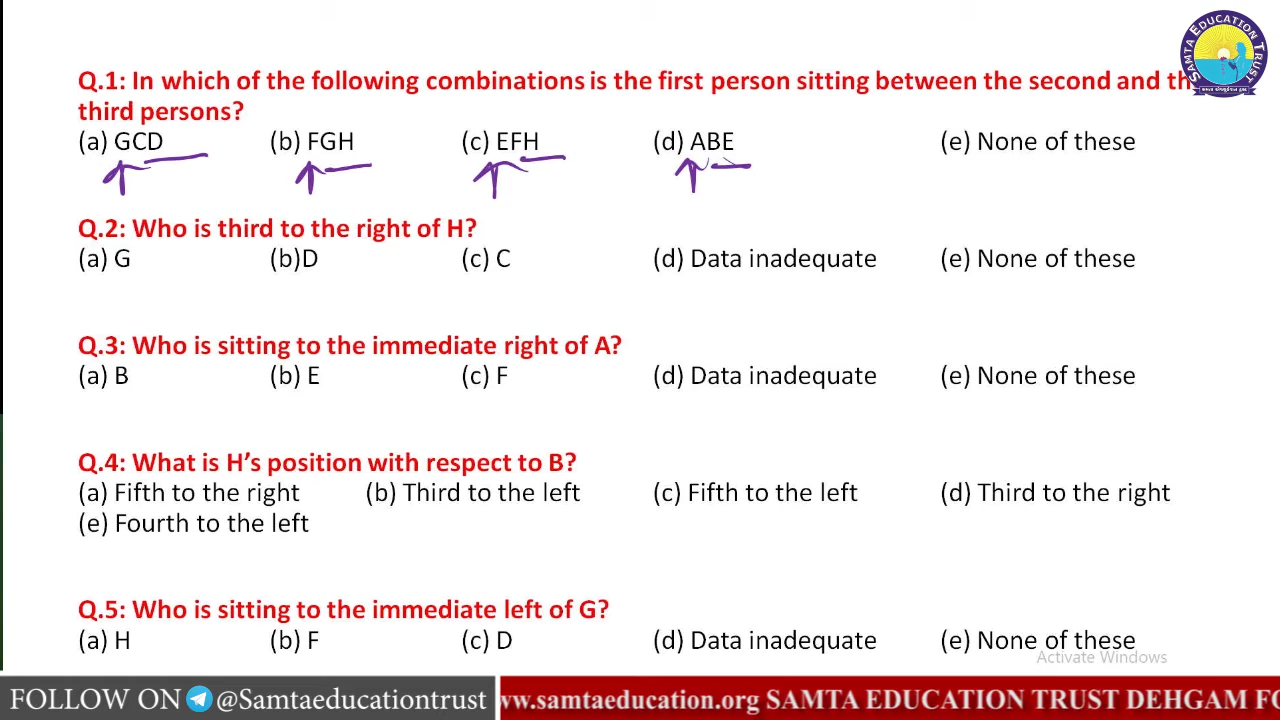 SAMTA EDUCATION TRUST
Q.1: In which of the following combinations is the first person sitting between the second and th
third persons?
(a) GCD (b) FGH (c) EFH (d) ABE (e) None of these
Q.2: Who is third to the right of H?
(a) G (b)D (c) C (d) Data inadequate (e) None of these
Q.3: Who is sitting to the immediate right of A?
(a) B (b) E (c) F (d) Data inadequate (e) None of these
Q.4: What is H’s position with respect to B?
(a) Fifth to the right (b) Third to the left (c) Fifth to the left (d) Third to the right
(e) Fourth to the left
Q.5: Who is sitting to the immediate left of G?
(a) H (b) F (c) D (d) Data inadequate (e) None of these
Activate Windows
FOLLOW ON @Samtaeducationtrust ww.samtaeducation.org SAMTA EDUCATION TRUST DEHGAM FO